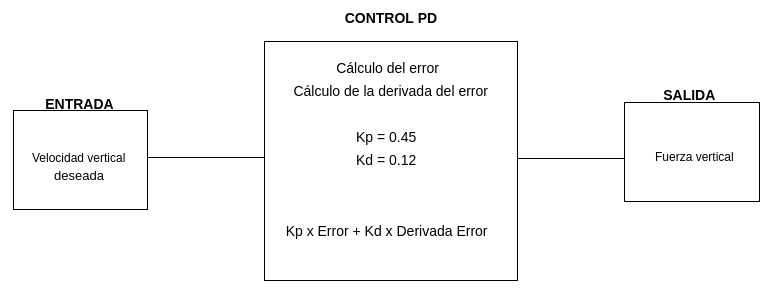 CONTROL PD
Cálculo del error
Cálculo de la derivada del error
Kp = 0.45
Kd = 0.12
Kp x Error + Kd x Derivada Error
ENTRADA
Velocidad vertical
deseada
SALIDA
Fuerza vertical